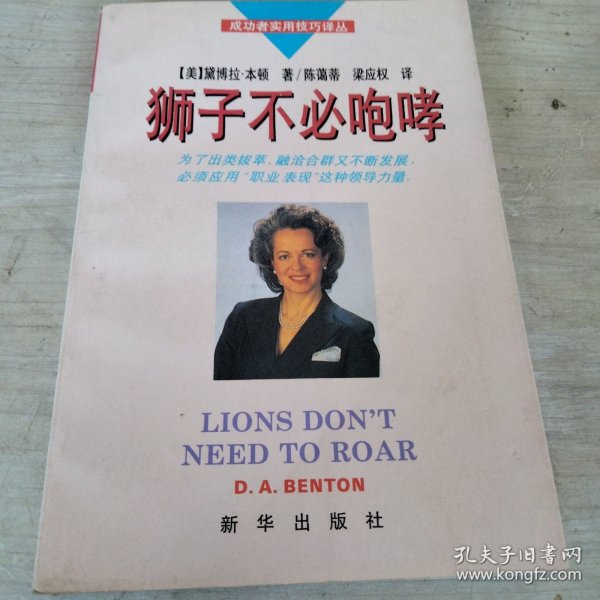 成功者实用技巧译丛
【美】黛博拉·本顿 著/陈蔼蒂 梁应权 译
狮子不必咆哮
为了出类拔萃，融洽合群又不断发展，
必须应用“职业表现”这种领导力量。
LIONS DON'T
NEED TO ROAR
D. A. BENTON
新华出版社
孔夫子旧书网
www.kongfz.com